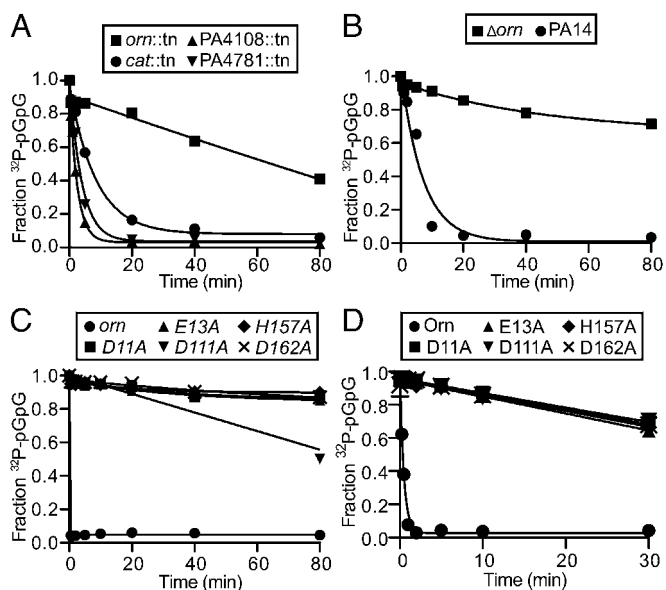 A
■ orn::tn ▲ PA4108::tn
● cat::tn ▼ PA4781::tn
Fraction ³²P-pGpG
1.0
0.8
0.6
0.4
0.2
0.0
0 20 40 60 80
Time (min)
B
■ Δorn ● PA14
Fraction ³²P-pGpG
1.0
0.8
0.6
0.4
0.2
0.0
0 20 40 60 80
Time (min)
C
● orn ▲ E13A ◆ H157A
■ D11A ▼ D111A × D162A
Fraction ³²P-pGpG
1.0
0.8
0.6
0.4
0.2
0.0
0 20 40 60 80
Time (min)
D
● Orn ▲ E13A ◆ H157A
■ D11A ▼ D111A × D162A
Fraction ³²P-pGpG
1.0
0.8
0.6
0.4
0.2
0.0
0 10 20 30
Time (min)